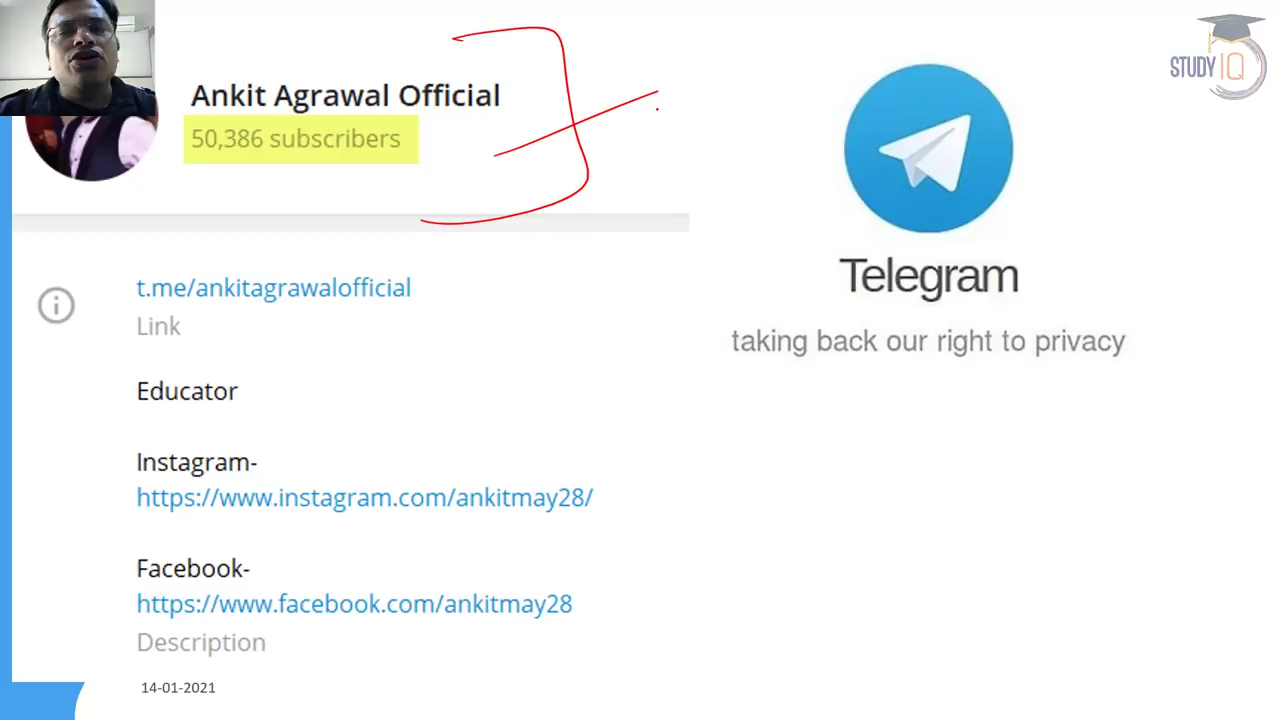 Ankit Agrawal Official
50,386 subscribers
t.me/ankitagrawalofficial
Link
Educator
Instagram-
https://www.instagram.com/ankitmay28/
Facebook-
https://www.facebook.com/ankitmay28
Description
14-01-2021
STUDY IQ
Telegram
taking back our right to privacy